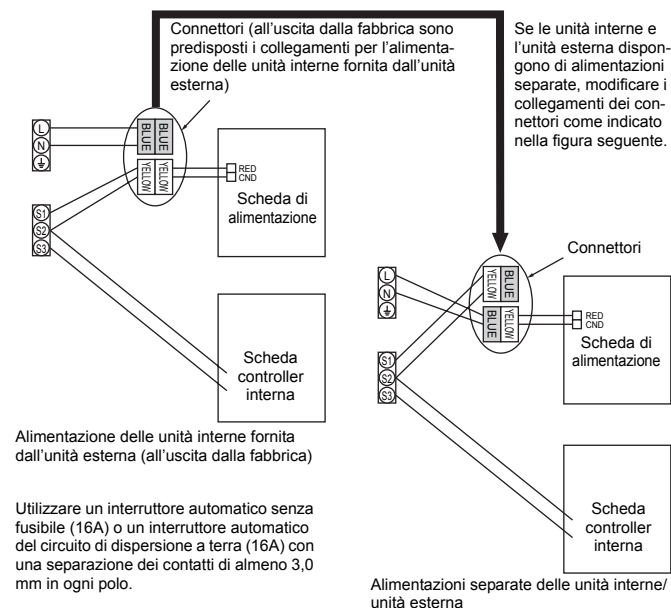 Connettori (all'uscita dalla fabbrica sono
predisposti i collegamenti per l'alimenta-
zione delle unità interne fornita dall'unità
esterna)
L
N
BLUE
BLUE
YELLOW
YELLOW
RED
CND
Scheda di
alimentazione
S1
S2
S3
Scheda
controller
interna
Alimentazione delle unità interne fornita
dall'unità esterna (all'uscita dalla fabbrica)
Utilizzare un interruttore automatico senza
fusibile (16A) o un interruttore automatico
del circuito di dispersione a terra (16A) con
una separazione dei contatti di almeno 3,0
mm in ogni polo.
Se le unità interne e
l'unità esterna dispon-
gono di alimentazioni
separate, modificare i
collegamenti dei con-
nettori come indicato
nella figura seguente.
Connettori
L
N
YELLOW
BLUE
BLUE
YELLOW
RED
CND
Scheda di
alimentazione
S1
S2
S3
Scheda
controller
interna
Alimentazioni separate delle unità interne/
unità esterna